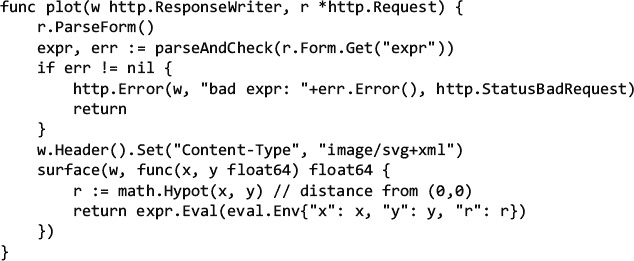 func plot(w http.ResponseWriter, r *http.Request) {
    r.ParseForm()
    expr, err := parseAndCheck(r.Form.Get("expr"))
    if err != nil {
        http.Error(w, "bad expr: "+err.Error(), http.StatusBadRequest)
        return
    }
    w.Header().Set("Content-Type", "image/svg+xml")
    surface(w, func(x, y float64) float64 {
        r := math.Hypot(x, y) // distance from (0,0)
        return expr.Eval(eval.Env{"x": x, "y": y, "r": r})
    })
}